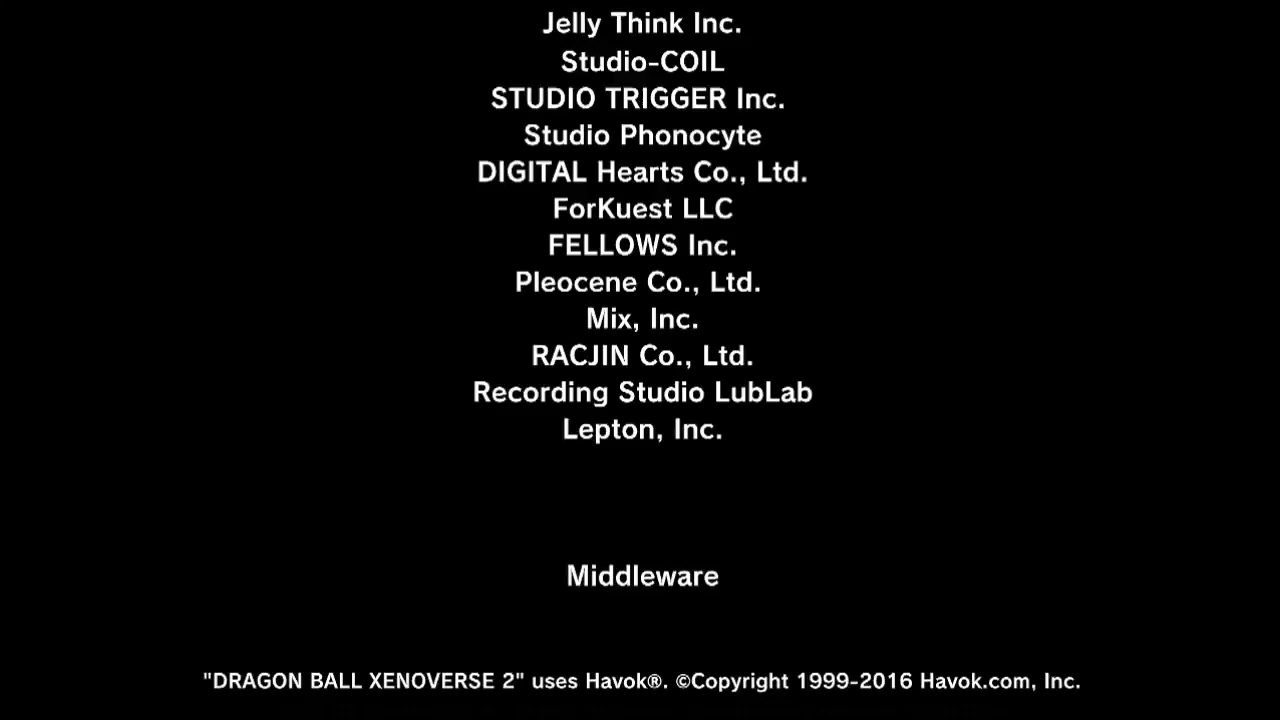 Jelly Think Inc.
Studio-COIL
STUDIO TRIGGER Inc.
Studio Phonocyte
DIGITAL Hearts Co., Ltd.
ForKuest LLC
FELLOWS Inc.
Pleocene Co., Ltd.
Mix, Inc.
RACJIN Co., Ltd.
Recording Studio LubLab
Lepton, Inc.
Middleware
"DRAGON BALL XENOVERSE 2" uses Havok®. ©Copyright 1999-2016 Havok.com, Inc.